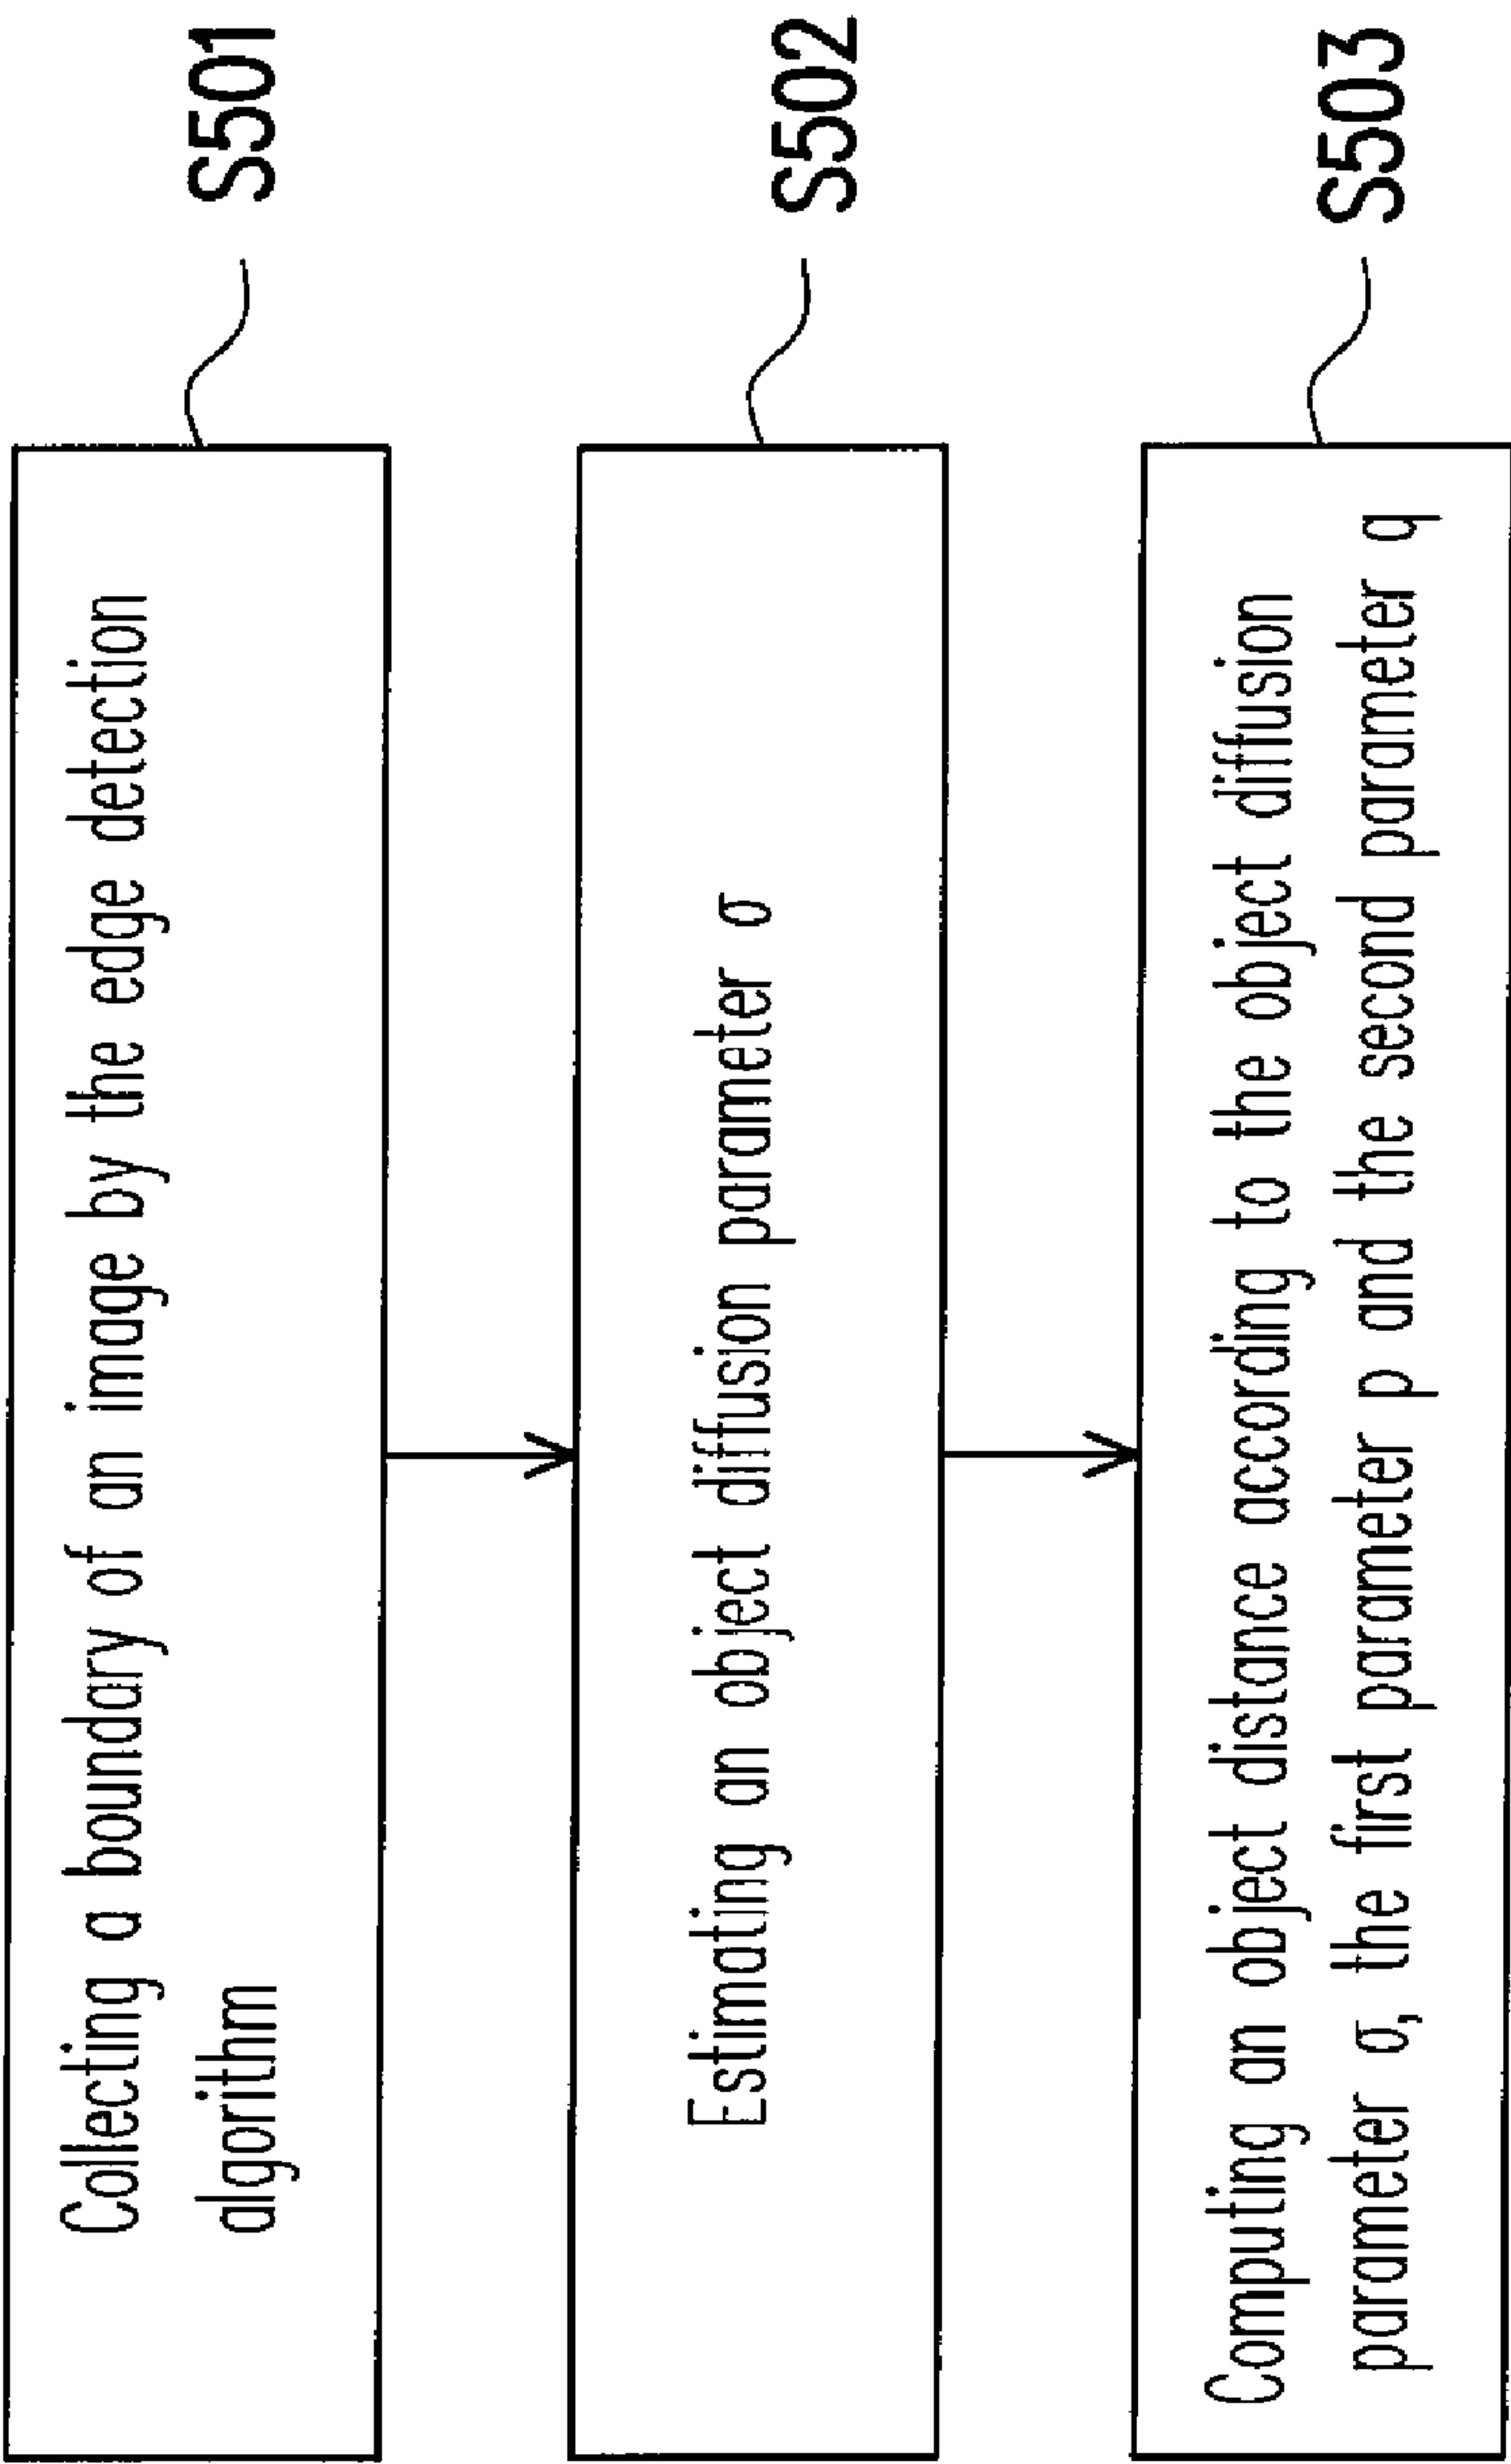 Collecting a boundary of an image by the edge detection
algorithm
S501
Estimating an object diffusion parameter σ
S502
Computing an object distance according to the object diffusion
parameter σ, the first parameter p and the second parameter q
S503